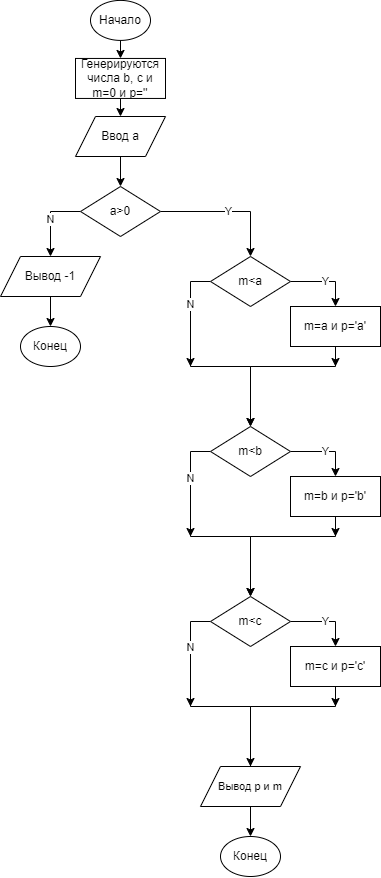 Начало
Генерируются
числа b, c и
m=0 и p=''
Ввод a
a>0
N
Y
Вывод -1
Конец
m<a
N
Y
m=a и p='a'
m<b
N
Y
m=b и p='b'
m<c
N
Y
m=c и p='c'
Вывод p и m
Конец